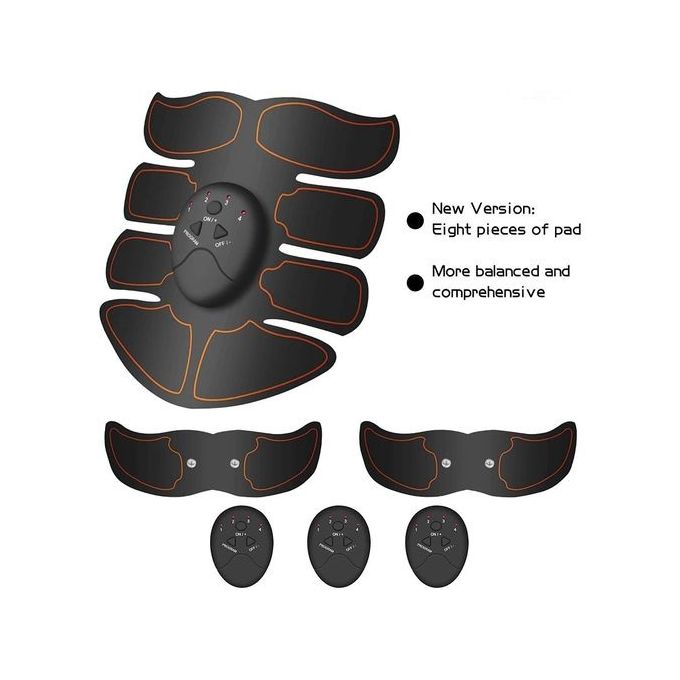 New Version:
Eight pieces of pad
More balanced and
comprehensive
1 2 3 4
ON / +
PROGRAM
OFF / -
1 2 3 4
ON / +
PROGRAM OFF / -
1 2 3 4
ON / +
PROGRAM OFF / -
1 2 3 4
ON / +
PROGRAM OFF / -